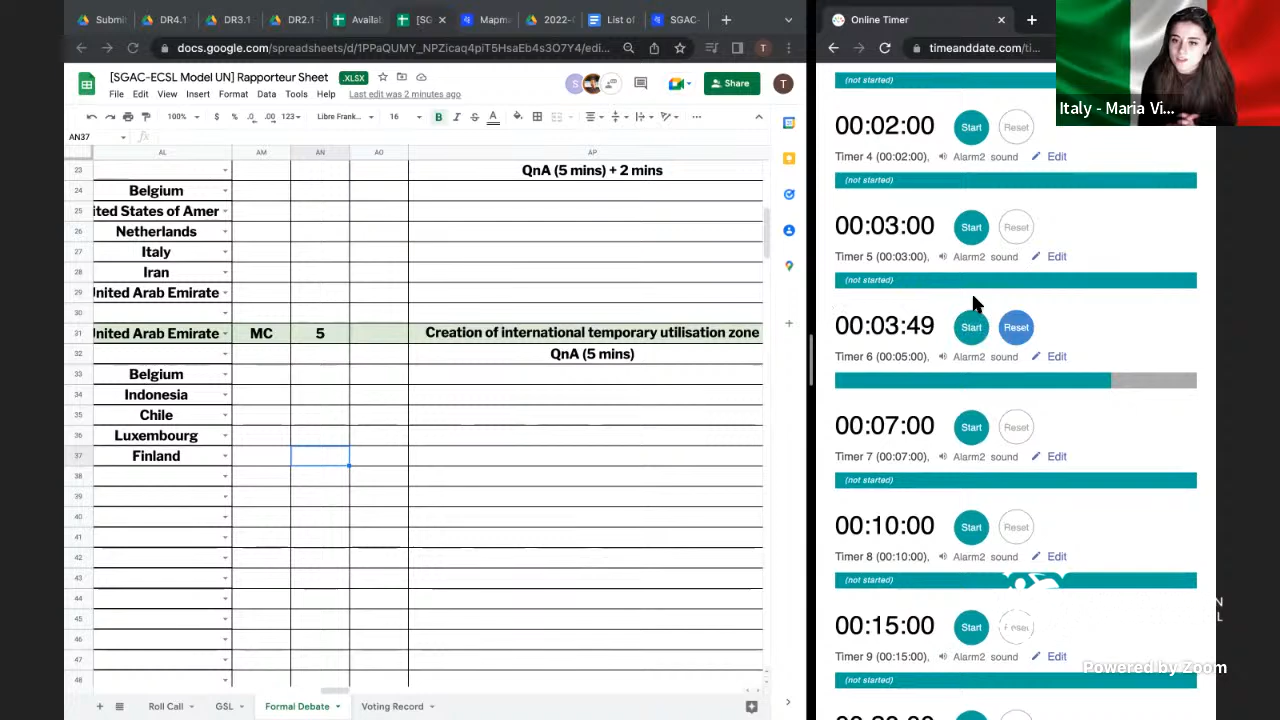 Submi
DR4.1
DR3.1
DR2.1
Availa
[SG
Mapm
2022-
List of
SGAC-
docs.google.com/spreadsheets/d/1PPaQUMY_NPZicaq4piT5HsaEb4s3O7Y4/edi...
T
[SGAC-ECSL Model UN] Rapporteur Sheet
.XLSX
S
Share
T
File Edit View Insert Format Data Tools Help Last edit was 2 minutes ago
100% $ % .0 .00 123 Libre Frank... 16 B I S A
AN37 fx
AL AM AN AO AP
23 QnA (5 mins) + 2 mins
24 Belgium
25 ited States of Amer
26 Netherlands
27 Italy
28 Iran
29 United Arab Emirate
30
31 United Arab Emirate MC 5 Creation of international temporary utilisation zone
32 QnA (5 mins)
33 Belgium
34 Indonesia
35 Chile
36 Luxembourg
37 Finland
38
39
40
41
42
43
44
45
46
47
48
Roll Call GSL Formal Debate Voting Record
Online Timer
timeanddate.com/ti...
(not started)
00:02:00 Start Reset
Timer 4 (00:02:00), Alarm2 sound Edit
(not started)
00:03:00 Start Reset
Timer 5 (00:03:00), Alarm2 sound Edit
(not started)
00:03:49 Start Reset
Timer 6 (00:05:00), Alarm2 sound Edit
00:07:00 Start Reset
Timer 7 (00:07:00), Alarm2 sound Edit
(not started)
00:10:00 Start Reset
Timer 8 (00:10:00), Alarm2 sound Edit
(not started)
00:15:00 Start Reset
Timer 9 (00:15:00), Alarm2 sound Edit
(not started)
Italy - Maria Vi...
Powered by Zoom